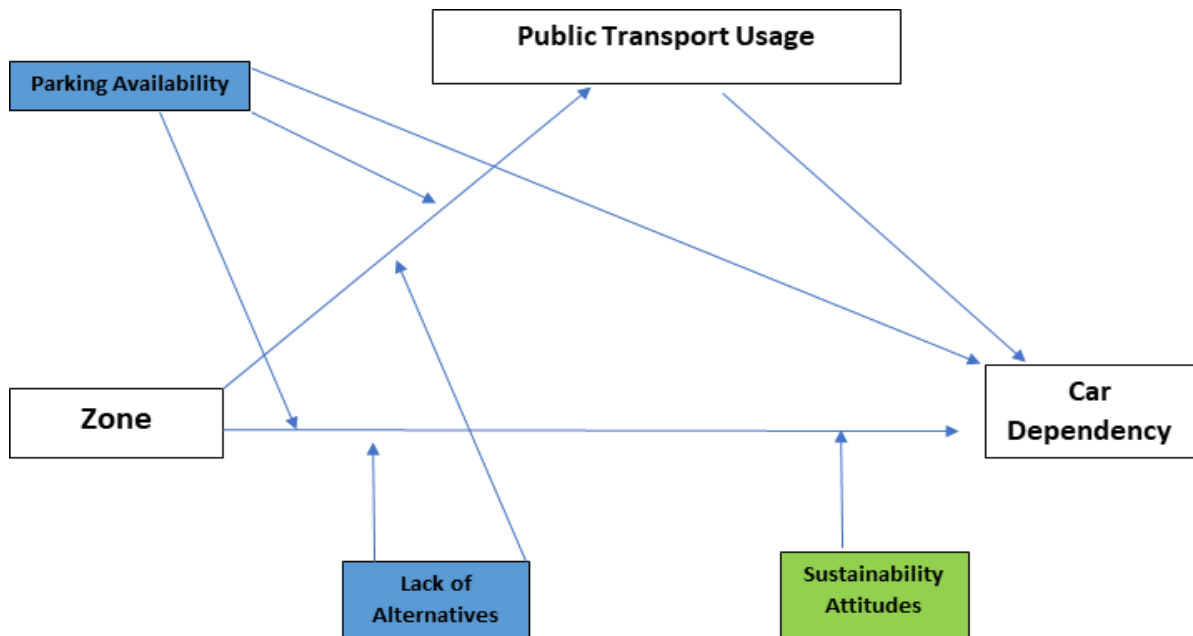 Public Transport Usage
Parking Availability
Zone
Car
Dependency
Lack of
Alternatives
Sustainability
Attitudes